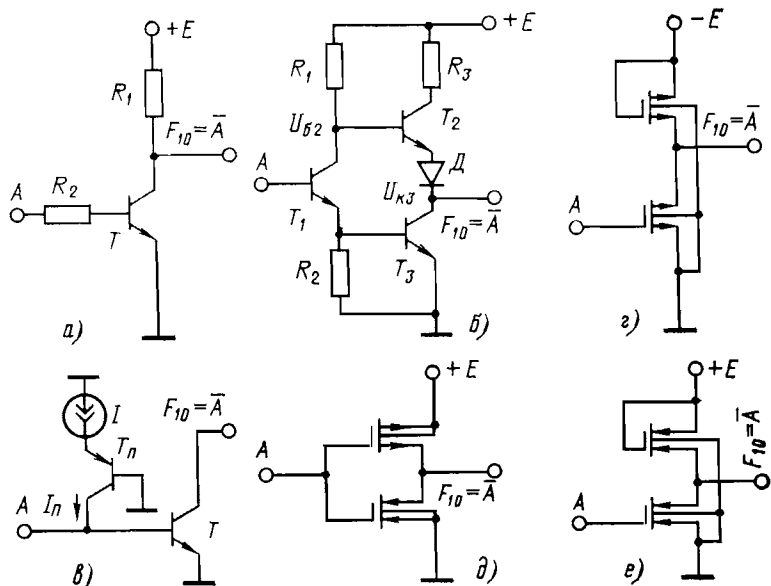 +E
R₁
F₁₀=A̅
A
R₂
T
а)
+E
R₁
R₃
Uб2
T₂
A
Д
Uк3
T₁
F₁₀=A̅
R₂
T₃
б)
-E
F₁₀=A̅
A
г)
I
F₁₀=A̅
Tп
A
Iп
T
в)
+E
A
F₁₀=A̅
д)
+E
F₁₀=A̅
A
е)